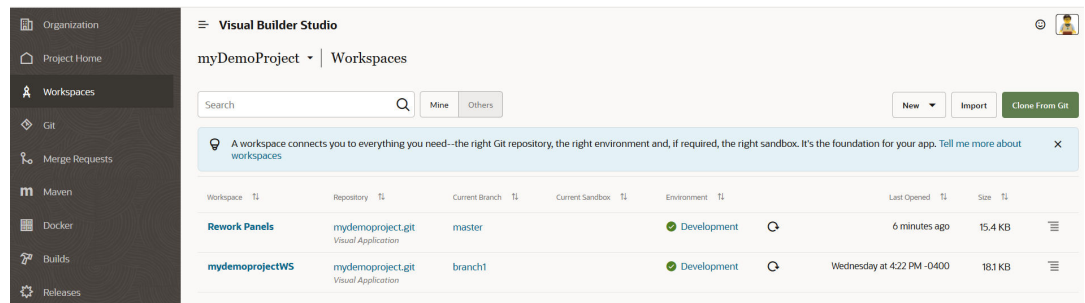 Organization
Project Home
Workspaces
Git
Merge Requests
Maven
Docker
Builds
Releases
Visual Builder Studio
myDemoProject | Workspaces
Search
Mine Others
New Import Clone From Git
A workspace connects you to everything you need--the right Git repository, the right environment and, if required, the right sandbox. It's the foundation for your app. Tell me more about
workspaces
Workspace Repository Current Branch Current Sandbox Environment Last Opened Size
Rework Panels mydemoproject.git master Development 6 minutes ago 15.4 KB
Visual Application
mydemoprojectWS mydemoproject.git branch1 Development Wednesday at 4:22 PM -0400 18.1 KB
Visual Application